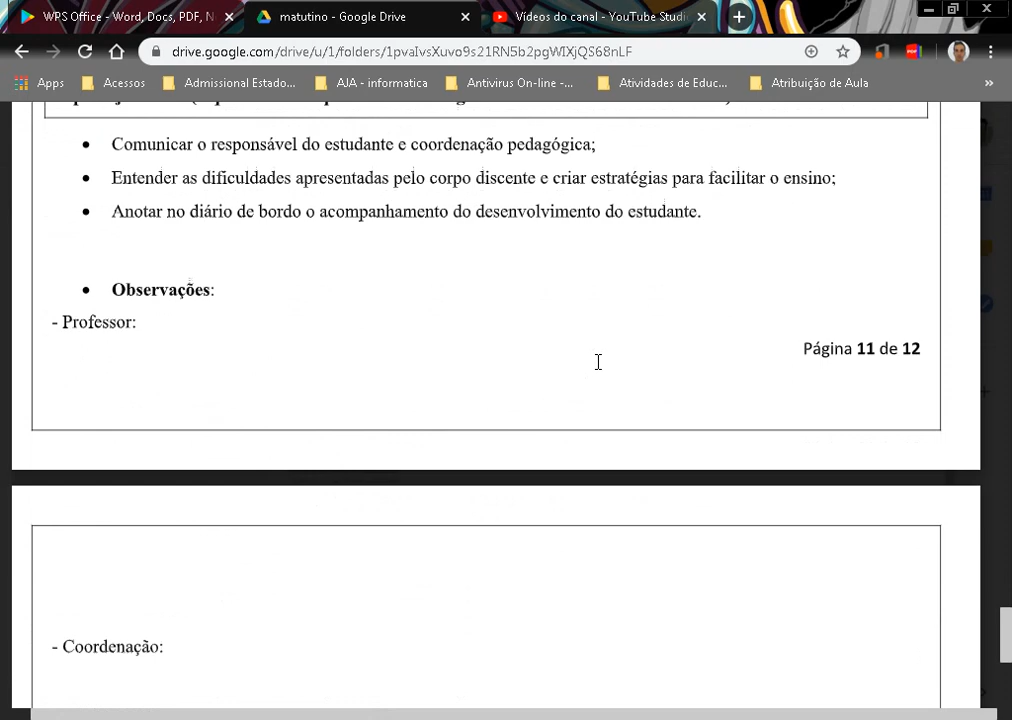 WPS Office - Word, Docs, PDF, N
matutino - Google Drive
Vídeos do canal - YouTube Studi
drive.google.com/drive/u/1/folders/1pvaIvsXuvo9s21RN5b2pgWIXjQS68nLF
Apps
Acessos
Admissional Estado...
AJA - informatica
Antivirus On-line -...
Atividades de Educ...
Atribuição de Aula
»
• Comunicar o responsável do estudante e coordenação pedagógica;
• Entender as dificuldades apresentadas pelo corpo discente e criar estratégias para facilitar o ensino;
• Anotar no diário de bordo o acompanhamento do desenvolvimento do estudante.
• Observações:
- Professor:
Página 11 de 12
- Coordenação: